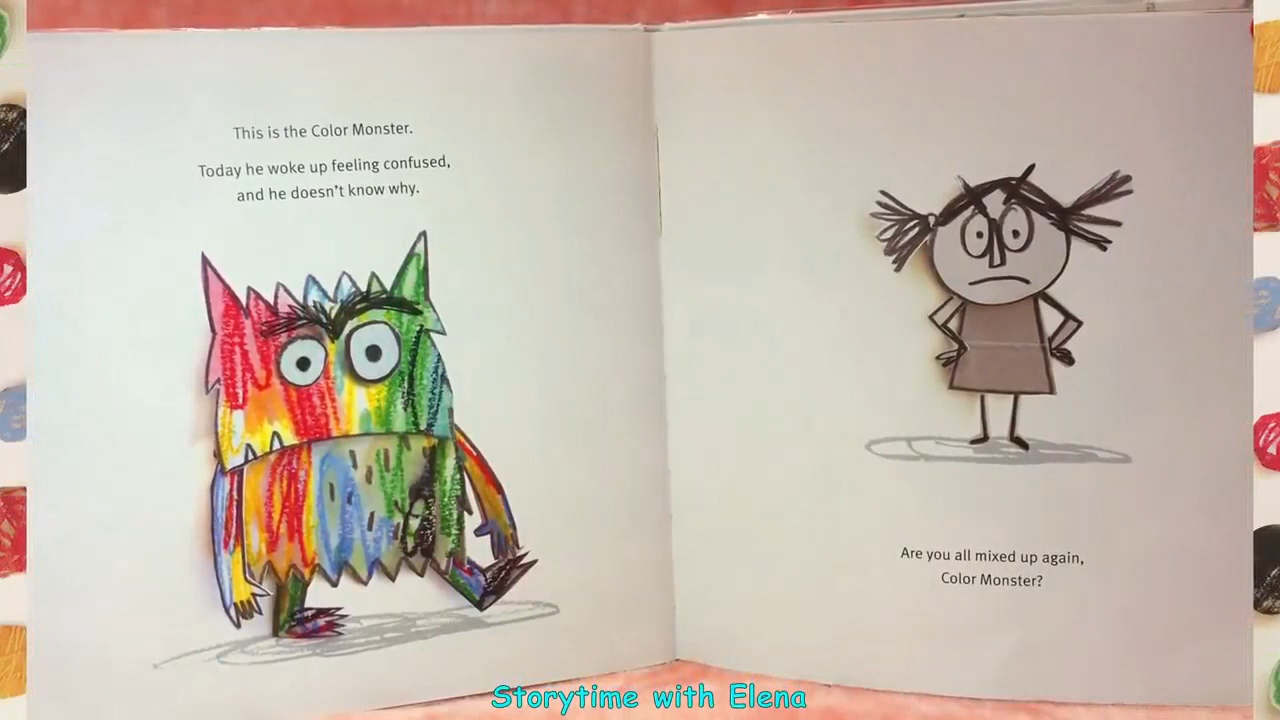 This is the Color Monster.
Today he woke up feeling confused,
and he doesn't know why.
Are you all mixed up again,
Color Monster?
Storytime with Elena